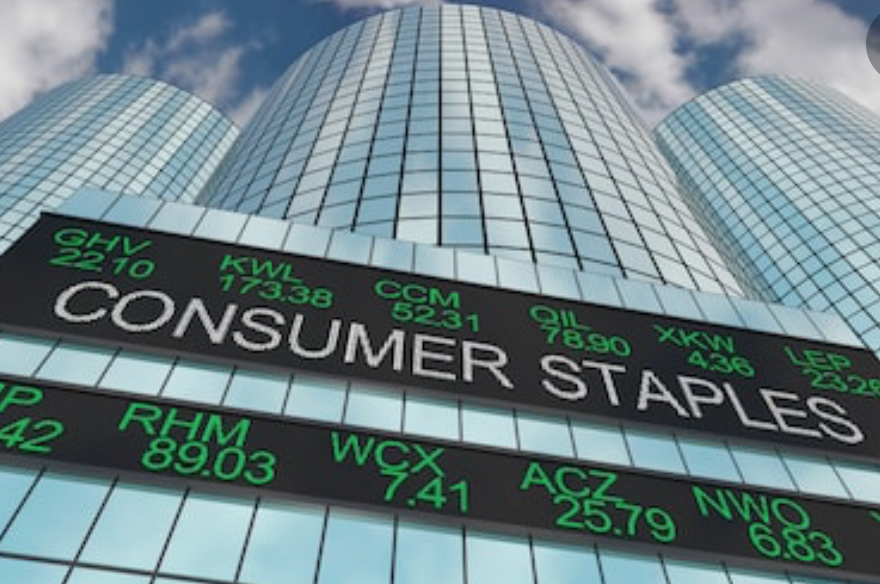 GHV KWL CCM OIL XKW LEP
22.10 173.38 52.31 78.90 4.36
CONSUMER STAPLES
P RHM WCX ACZ NWO
42 89.03 7.41 25.79 6.83